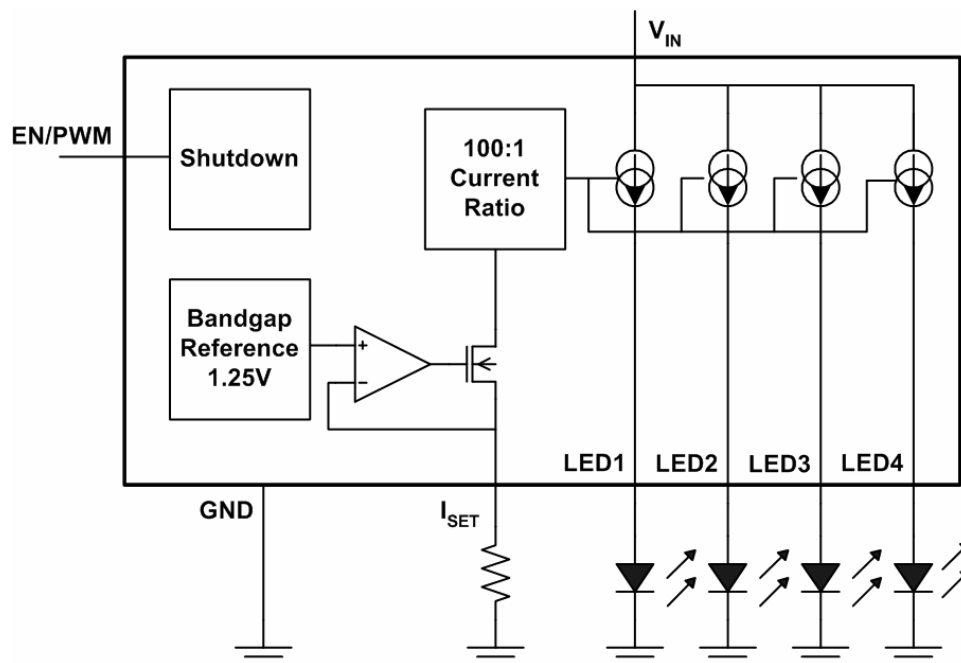 V_IN
EN/PWM
Shutdown
100:1
Current
Ratio
Bandgap
Reference
1.25V
+
−
LED1
LED2
LED3
LED4
GND
I_SET